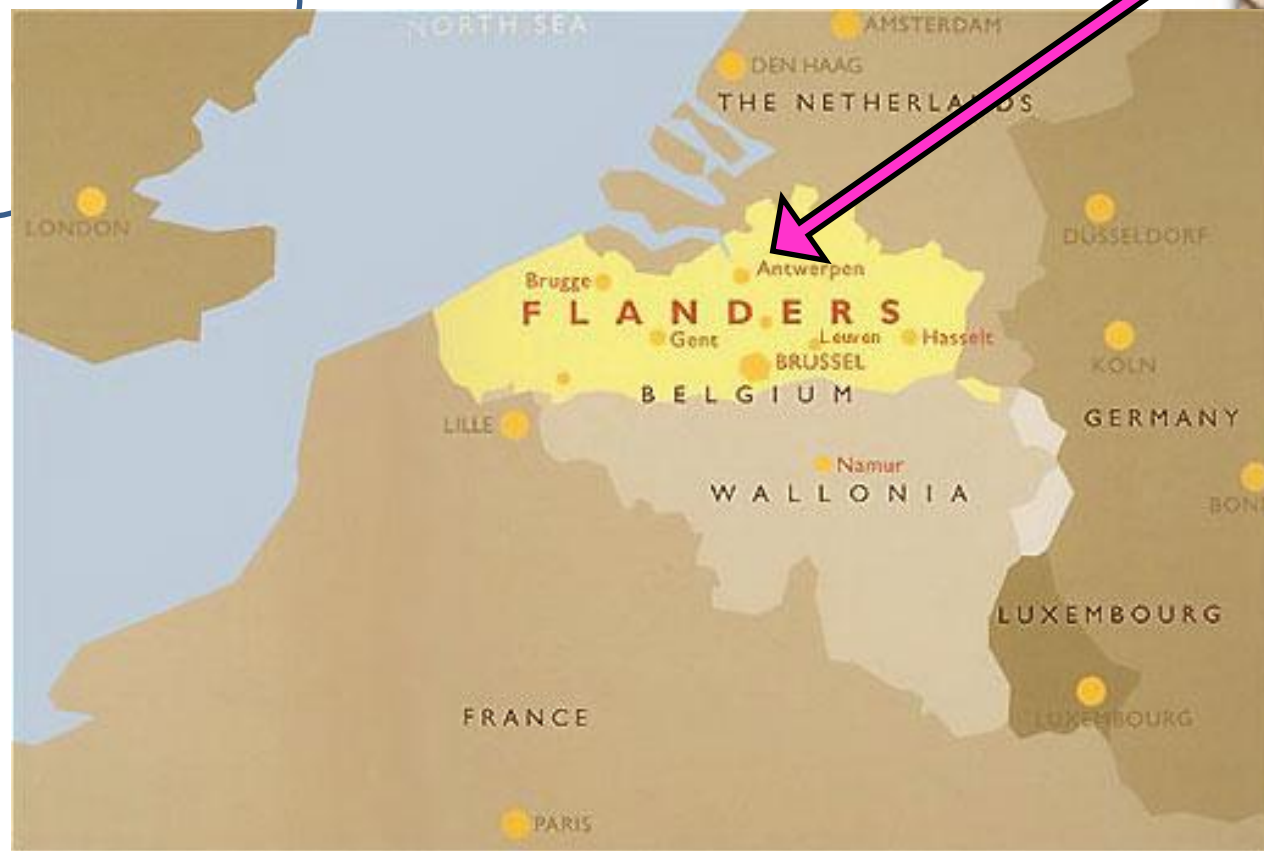 NORTH SEA
AMSTERDAM
DEN HAAG
THE NETHERLANDS
LONDON
DÜSSELDORF
Antwerpen
Brugge
FLANDERS
Gent
Leuven
Hasselt
BRUSSEL
KÖLN
BELGIUM
GERMANY
LILLE
Namur
WALLONIA
LUXEMBOURG
LUXEMBOURG
FRANCE
PARIS